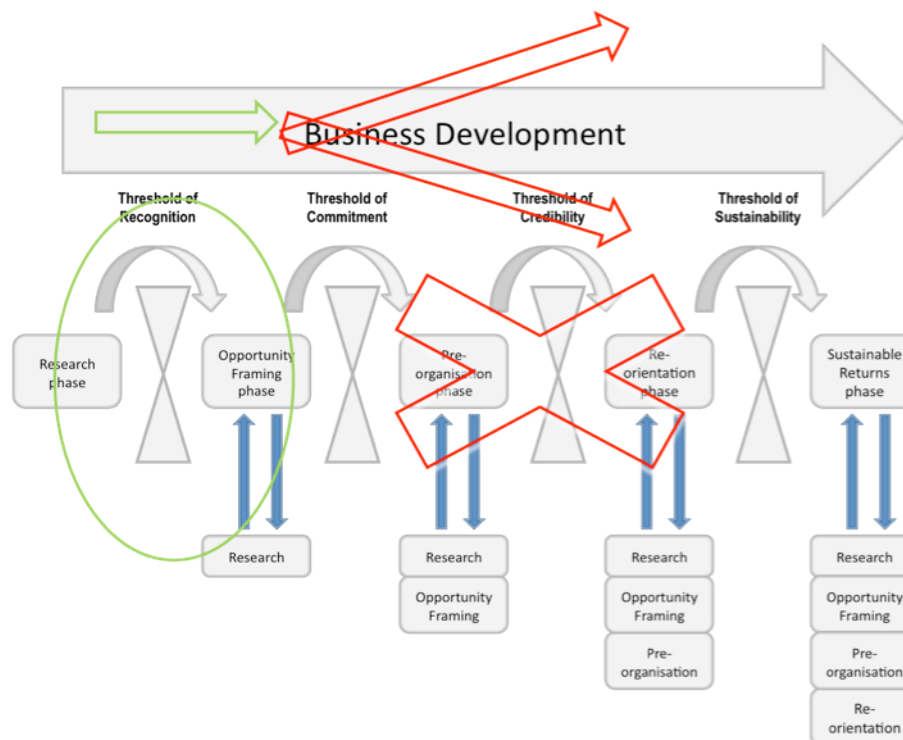 Business Development
Threshold of
Recognition
Threshold of
Commitment
Threshold of
Credibility
Threshold of
Sustainability
Research
phase
Opportunity
Framing
phase
Pre-
organisation
phase
Re-
orientation
phase
Sustainable
Returns
phase
Research
Research
Opportunity
Framing
Research
Opportunity
Framing
Pre-
organisation
Research
Opportunity
Framing
Pre-
organisation
Re-
orientation